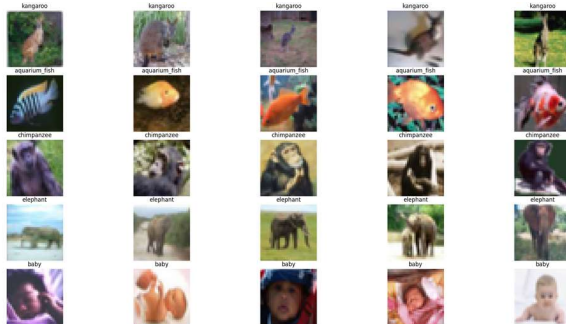 kangaroo kangaroo kangaroo kangaroo kangaroo
aquarium_fish aquarium_fish aquarium_fish aquarium_fish aquarium_fish
chimpanzee chimpanzee chimpanzee chimpanzee chimpanzee
elephant elephant elephant elephant elephant
baby baby baby baby baby